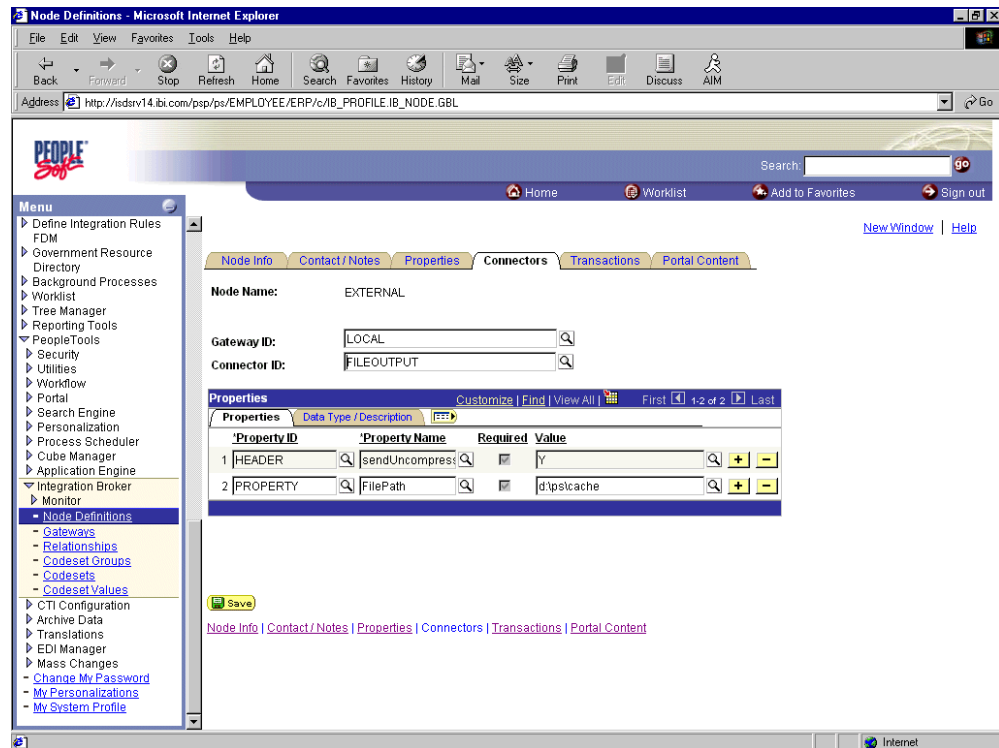 Node Definitions - Microsoft Internet Explorer
File Edit View Favorites Tools Help
Back Forward Stop Refresh Home Search Favorites History Mail Size Print Edit Discuss AIM
Address http://isdsrv14.ibi.com/psp/ps/EMPLOYEE/ERP/c/IB_PROFILE.IB_NODE.GBL Go
PEOPLE Soft
Search: go
Home Worklist Add to Favorites Sign out
Menu
Define Integration Rules
FDM
Government Resource
Directory
Background Processes
Worklist
Tree Manager
Reporting Tools
PeopleTools
Security
Utilities
Workflow
Portal
Search Engine
Personalization
Process Scheduler
Cube Manager
Application Engine
Integration Broker
Monitor
- Node Definitions
- Gateways
- Relationships
- Codeset Groups
- Codesets
- Codeset Values
CTI Configuration
Archive Data
Translations
EDI Manager
Mass Changes
- Change My Password
- My Personalizations
- My System Profile
New Window | Help
Node Info Contact / Notes Properties Connectors Transactions Portal Content
Node Name: EXTERNAL
Gateway ID: LOCAL
Connector ID: FILEOUTPUT
Properties Customize | Find | View All | First 1-2 of 2 Last
Properties Data Type / Description
*Property ID *Property Name Required Value
1 HEADER sendUncompress Y + -
2 PROPERTY FilePath d:\ps\cache + -
Save
Node Info | Contact / Notes | Properties | Connectors | Transactions | Portal Content
Internet